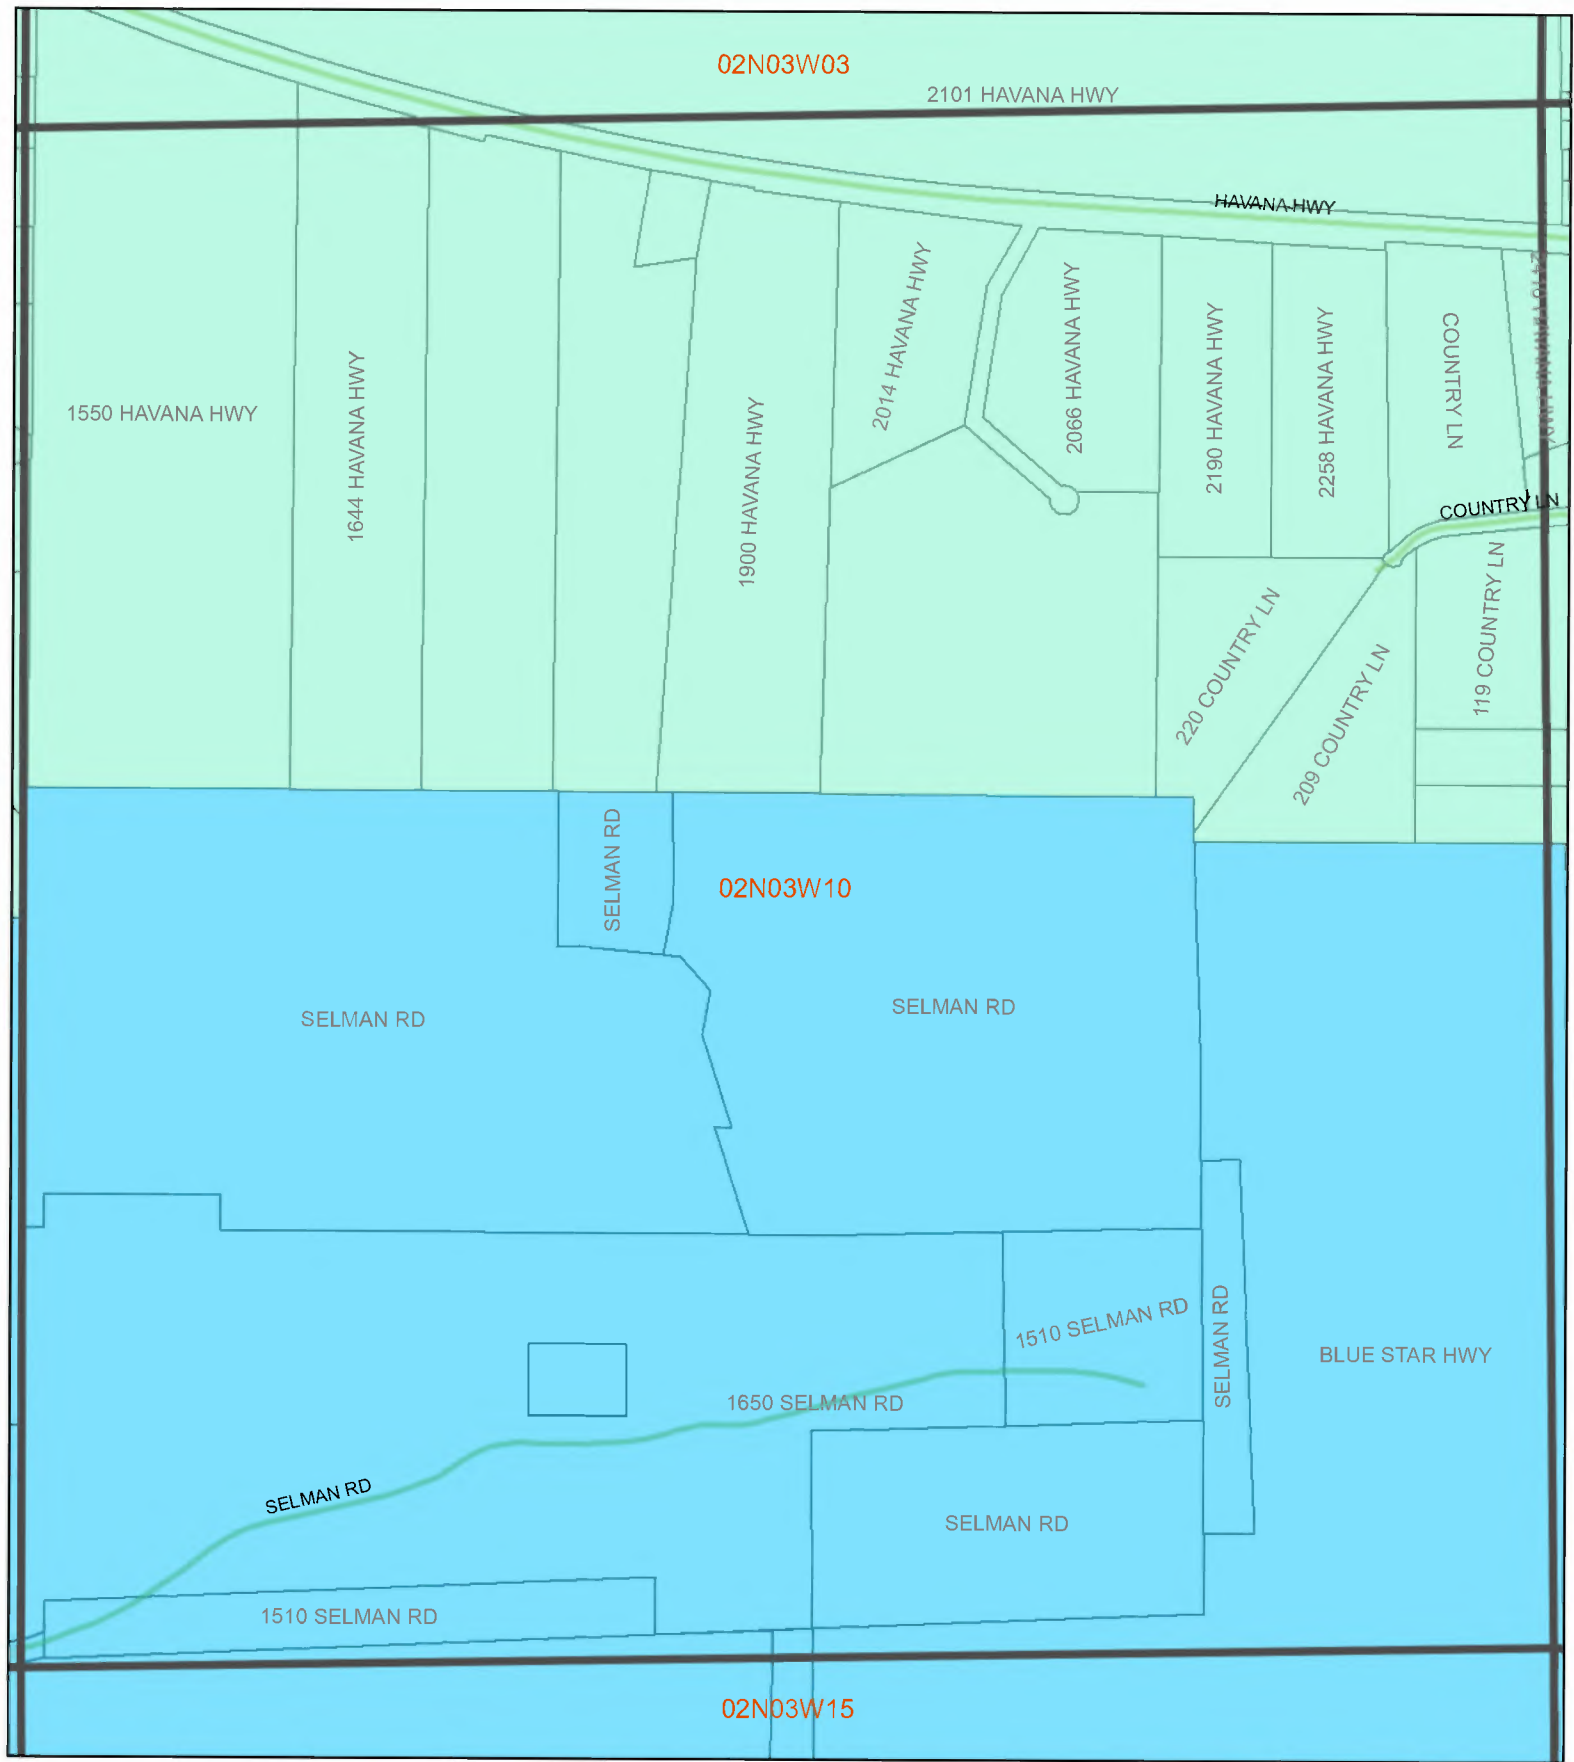 02N03W03
2101 HAVANA HWY
HAVANA HWY
1550 HAVANA HWY
1644 HAVANA HWY
1900 HAVANA HWY
2014 HAVANA HWY
2066 HAVANA HWY
2190 HAVANA HWY
2258 HAVANA HWY
COUNTRY LN
COUNTRY LN
220 COUNTRY LN
209 COUNTRY LN
119 COUNTRY LN
SELMAN RD
02N03W10
SELMAN RD
SELMAN RD
1510 SELMAN RD
SELMAN RD
BLUE STAR HWY
1650 SELMAN RD
SELMAN RD
SELMAN RD
1510 SELMAN RD
02N03W15